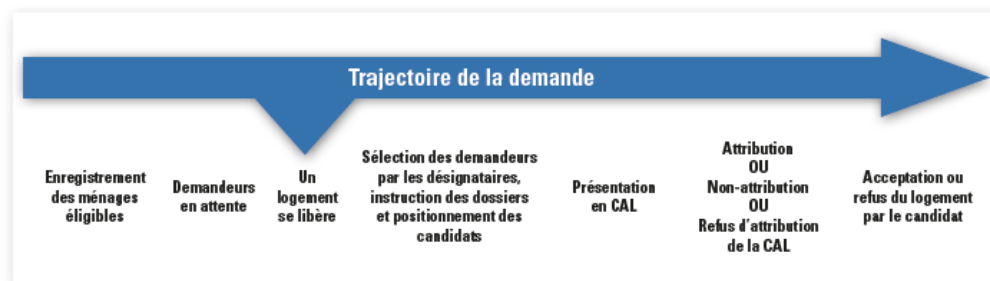 Trajectoire de la demande
Enregistrement
des ménages
éligibles
Demandeurs
en attente
Un
logement
se libère
Sélection des demandeurs
par les désignataires,
instruction des dossiers
et positionnement des
candidats
Présentation
en CAL
Attribution
OU
Non-attribution
OU
Refus d'attribution
de la CAL
Acceptation ou
refus du logement
par le candidat